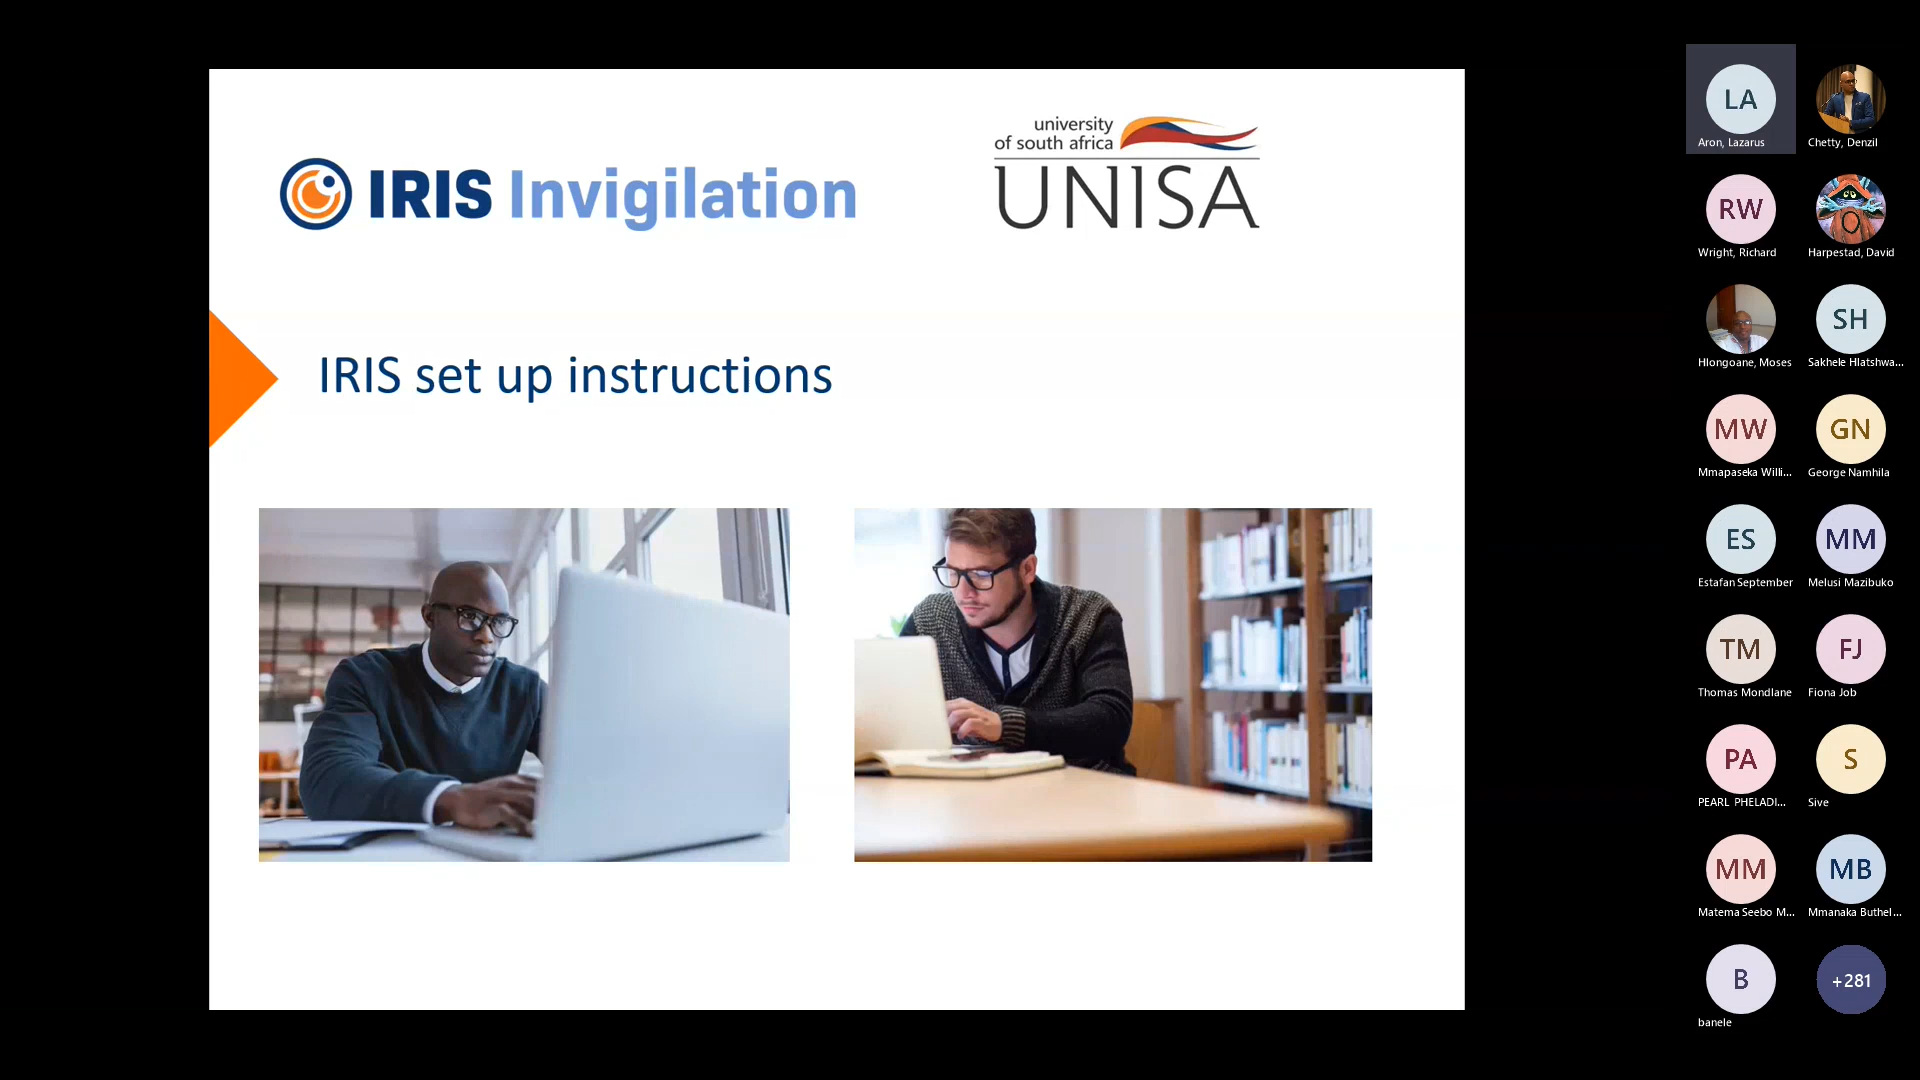 university
of south africa
UNISA
IRIS Invigilation
IRIS set up instructions
LA
Aron, Lazarus
Chetty, Denzil
RW
Wright, Richard
Harpestad, David
Hlongoane, Moses
SH
Sakhele Hlatshwa...
MW
Mmapaseka Willi...
GN
George Namhila
ES
Estafan September
MM
Melusi Mazibuko
TM
Thomas Mondlane
FJ
Fiona Job
PA
PEARL PHELADI...
S
Sive
MM
Matema Seebo M...
MB
Mmanaka Buthel...
B
banele
+281